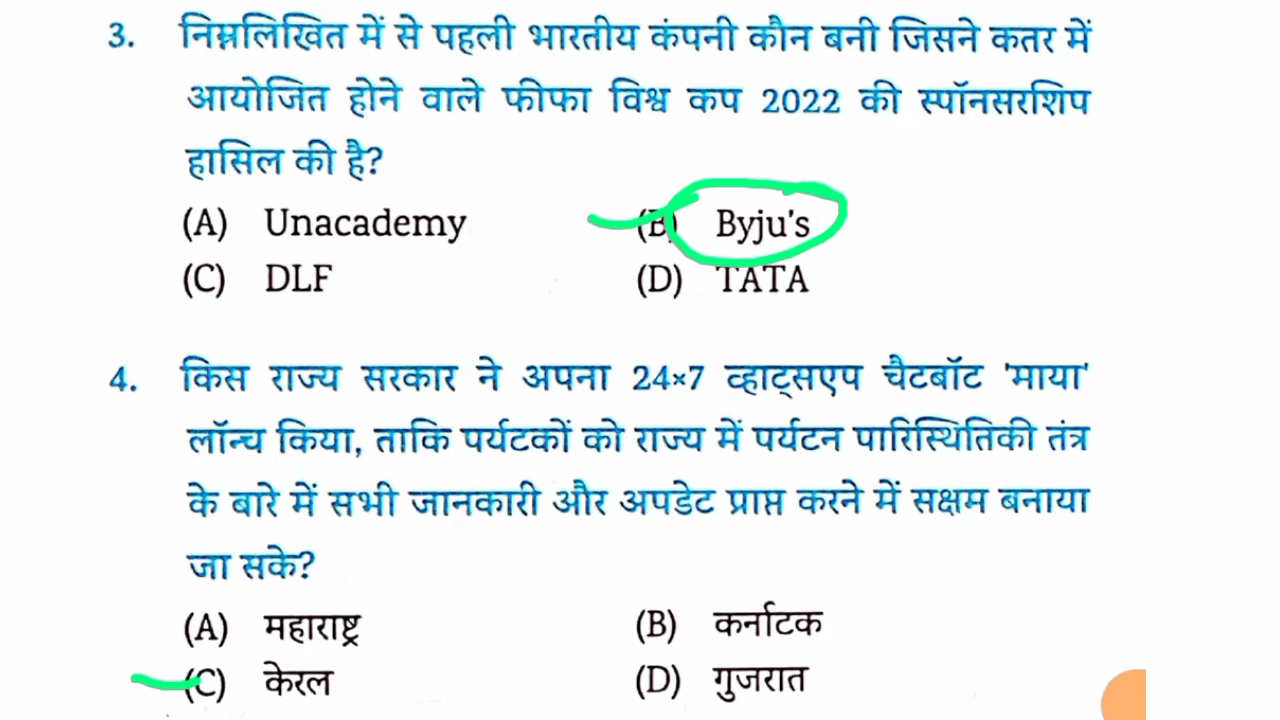 3. निम्नलिखित में से पहली भारतीय कंपनी कौन बनी जिसने कतर में
आयोजित होने वाले फीफा विश्व कप 2022 की स्पॉनसरशिप
हासिल की है?
(A) Unacademy (B) Byju's
(C) DLF (D) TATA
4. किस राज्य सरकार ने अपना 24×7 व्हाट्सएप चैटबॉट 'माया'
लॉन्च किया, ताकि पर्यटकों को राज्य में पर्यटन पारिस्थितिकी तंत्र
के बारे में सभी जानकारी और अपडेट प्राप्त करने में सक्षम बनाया
जा सके?
(A) महाराष्ट्र (B) कर्नाटक
(C) केरल (D) गुजरात